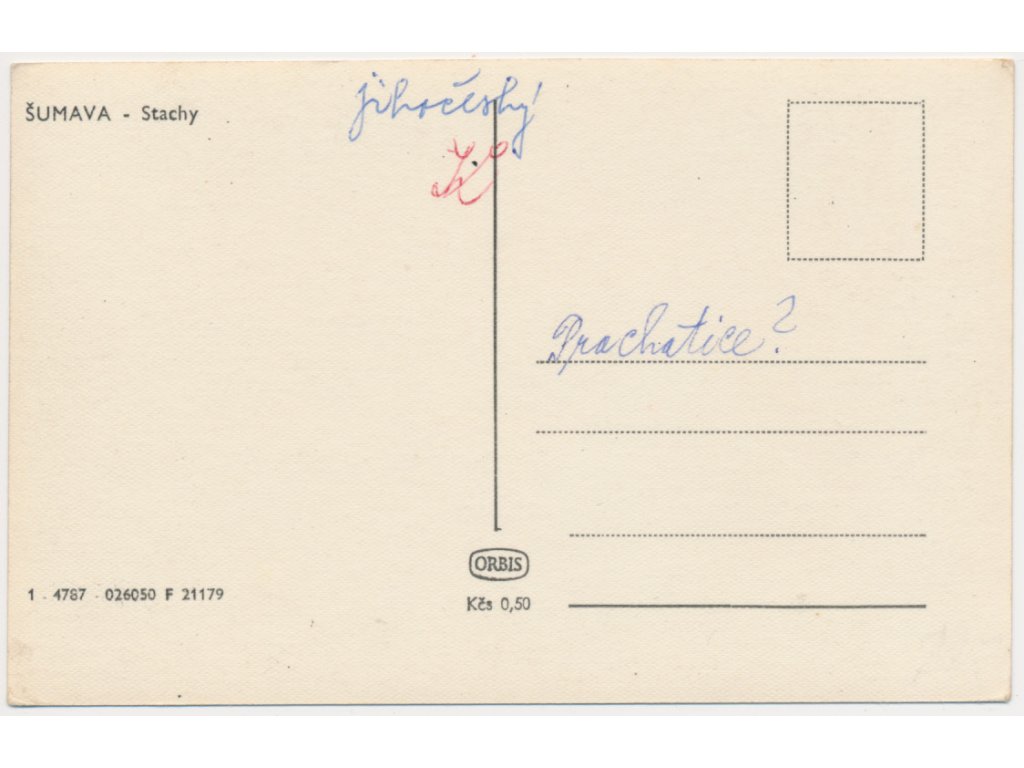 jihočeský
ŠUMAVA - Stachy
Prachatice?
ORBIS
1 - 4787 - 026050 F 21179
Kčs 0,50